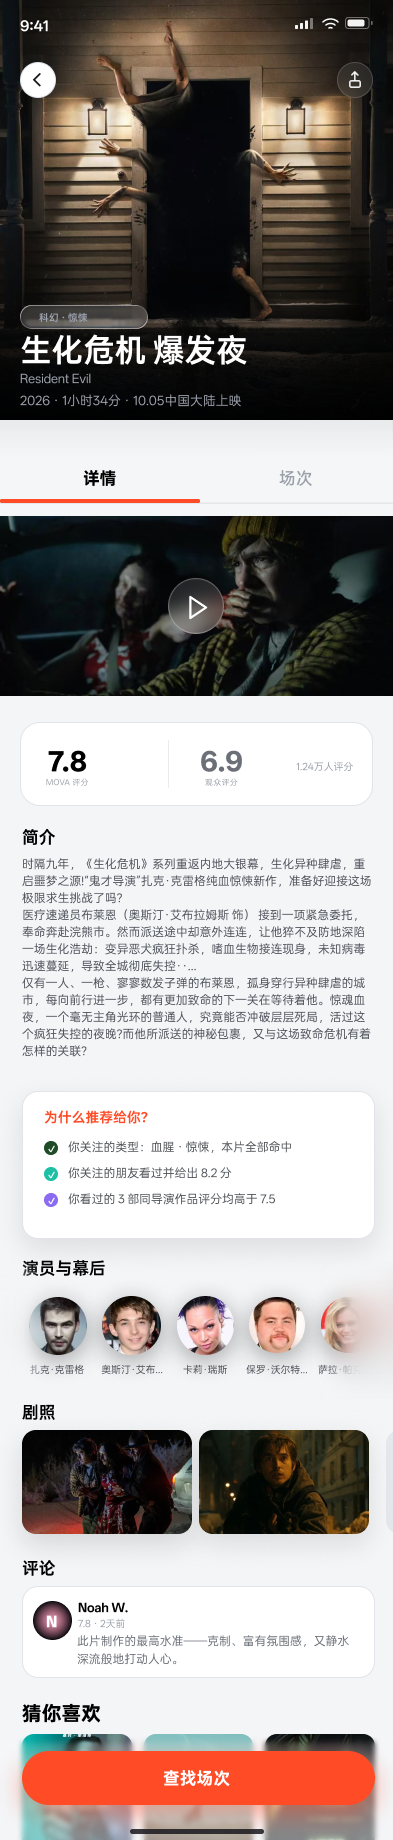 9:41
科幻 · 惊悚
生化危机 爆发夜
Resident Evil
2026 · 1小时34分 · 10.05中国大陆上映
详情
场次
7.8
MOVA 评分
6.9
观众评分
1.24万人评分
简介
时隔九年，《生化危机》系列重返内地大银幕，生化异种肆虐，重
启噩梦之源!“鬼才导演”扎克·克雷格纯血惊悚新作，准备好迎接这场
极限求生挑战了吗?
医疗速递员布莱恩（奥斯汀·艾布拉姆斯 饰） 接到一项紧急委托，
奉命奔赴浣熊市。然而派送途中却意外连连，让他猝不及防地深陷
一场生化浩劫：变异恶犬疯狂扑杀，嗜血生物接连现身，未知病毒
迅速蔓延，导致全城彻底失控··...
仅有一人、一枪、寥寥数发子弹的布莱恩，孤身穿行异种肆虐的城
市，每向前行进一步，都有更加致命的下一关在等待着他。惊魂血
夜，一个毫无主角光环的普通人，究竟能否冲破层层死局，活过这
个疯狂失控的夜晚?而他所派送的神秘包裹，又与这场致命危机有着
怎样的关联?
为什么推荐给你?
你关注的类型：血腥 · 惊悚，本片全部命中
你关注的朋友看过并给出 8.2 分
你看过的 3 部同导演作品评分均高于 7.5
演员与幕后
扎克·克雷格
奥斯汀·艾布...
卡莉·瑞斯
保罗·沃尔特...
萨拉·帕
剧照
评论
N
Noah W.
7.8 · 2天前
此片制作的最高水准——克制、富有氛围感，又静水
深流般地打动人心。
猜你喜欢
查找场次